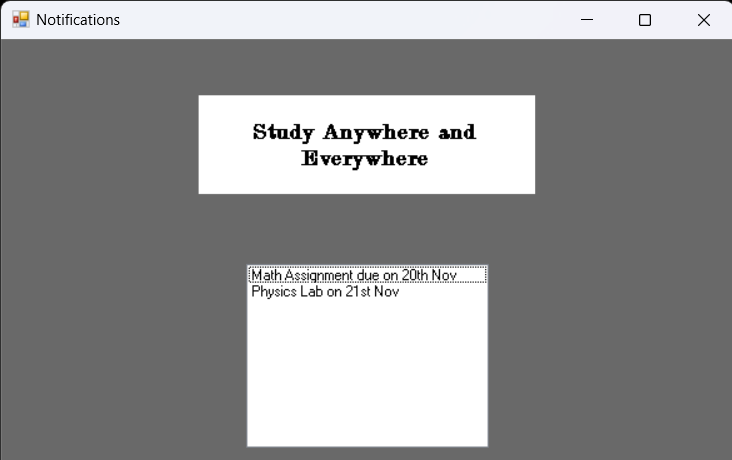 Notifications
Study Anywhere and
Everywhere
Math Assignment due on 20th Nov
Physics Lab on 21st Nov